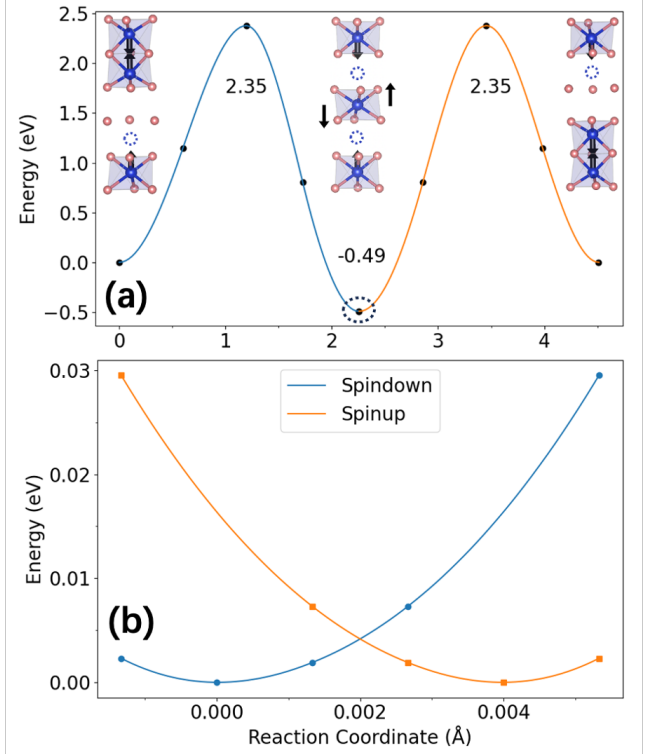 2.5
2.0
1.5
1.0
0.5
0.0
−0.5
Energy (eV)
2.35
2.35
-0.49
(a)
0 1 2 3 4
0.03
0.02
0.01
0.00
Energy (eV)
Spindown
Spinup
(b)
0.000 0.002 0.004
Reaction Coordinate (Å)